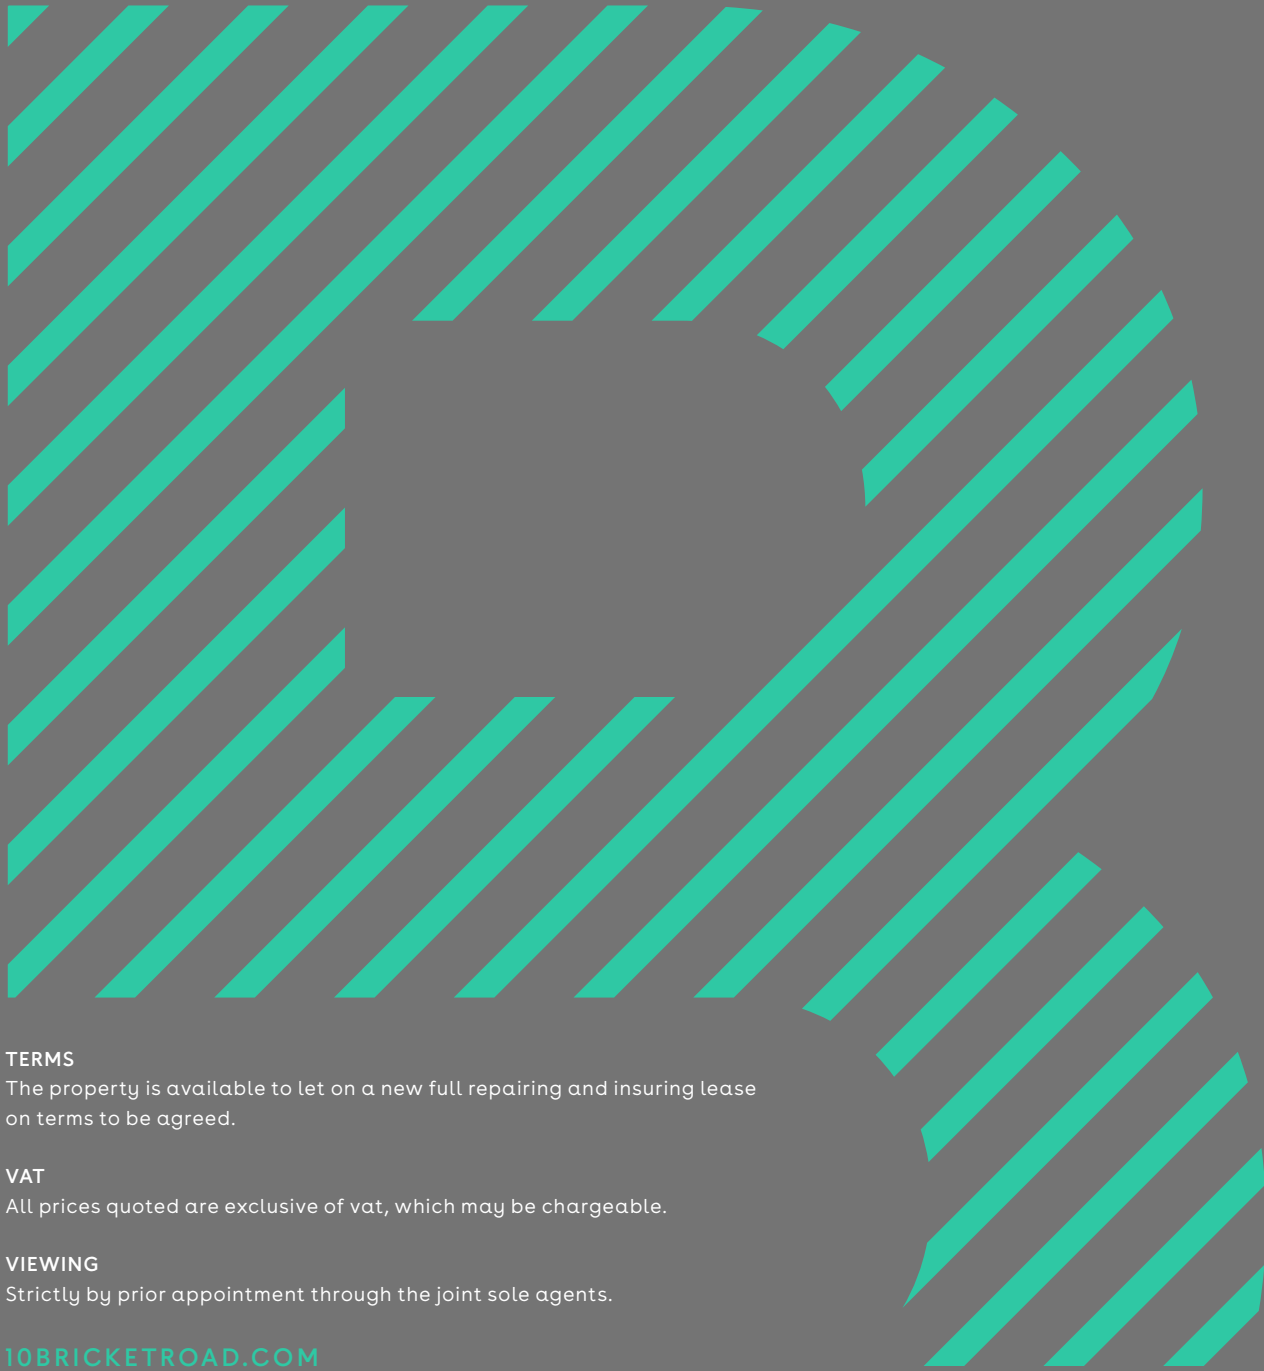 TERMS
The property is available to let on a new full repairing and insuring lease
on terms to be agreed.
VAT
All prices quoted are exclusive of vat, which may be chargeable.
VIEWING
Strictly by prior appointment through the joint sole agents.
10BRICKETROAD.COM